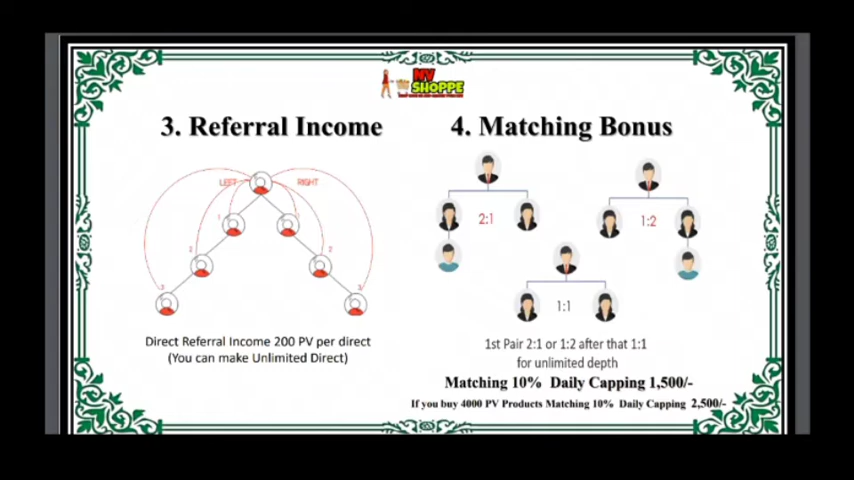 MY
SHOPPE
3. Referral Income
4. Matching Bonus
LEFT
RIGHT
1
1
2
2
3
3
2:1
1:2
1:1
Direct Referral Income 200 PV per direct
(You can make Unlimited Direct)
1st Pair 2:1 or 1:2 after that 1:1
for unlimited depth
Matching 10% Daily Capping 1,500/-
If you buy 4000 PV Products Matching 10% Daily Capping 2,500/-